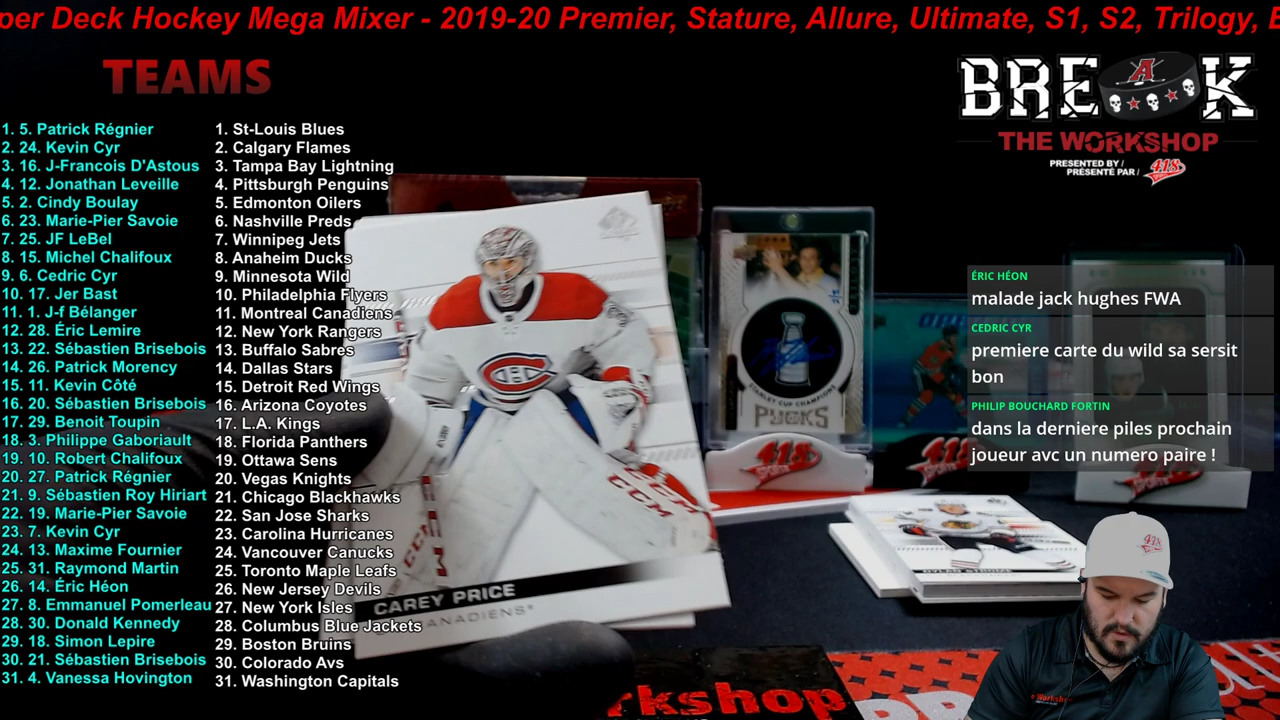 per Deck Hockey Mega Mixer - 2019-20 Premier, Stature, Allure, Ultimate, S1, S2, Trilogy,
TEAMS
BRE K
THE WORKSHOP
PRESENTED BY /
PRÉSENTÉ PAR /
418
1. 5. Patrick Régnier
2. 24. Kevin Cyr
3. 16. J-Francois D'Astous
4. 12. Jonathan Leveille
5. 2. Cindy Boulay
6. 23. Marie-Pier Savoie
7. 25. JF LeBel
8. 15. Michel Chalifoux
9. 6. Cedric Cyr
10. 17. Jer Bast
11. 1. J-f Bélanger
12. 28. Éric Lemire
13. 22. Sébastien Brisebois
14. 26. Patrick Morency
15. 11. Kevin Côté
16. 20. Sébastien Brisebois
17. 29. Benoit Toupin
18. 3. Philippe Gaboriault
19. 10. Robert Chalifoux
20. 27. Patrick Régnier
21. 9. Sébastien Roy Hiriart
22. 19. Marie-Pier Savoie
23. 7. Kevin Cyr
24. 13. Maxime Fournier
25. 31. Raymond Martin
26. 14. Éric Héon
27. 8. Emmanuel Pomerleau
28. 30. Donald Kennedy
29. 18. Simon Lepire
30. 21. Sébastien Brisebois
31. 4. Vanessa Hovington
1. St-Louis Blues
2. Calgary Flames
3. Tampa Bay Lightning
4. Pittsburgh Penguins
5. Edmonton Oilers
6. Nashville Preds
7. Winnipeg Jets
8. Anaheim Ducks
9. Minnesota Wild
10. Philadelphia Flyers
11. Montreal Canadiens
12. New York Rangers
13. Buffalo Sabres
14. Dallas Stars
15. Detroit Red Wings
16. Arizona Coyotes
17. L.A. Kings
18. Florida Panthers
19. Ottawa Sens
20. Vegas Knights
21. Chicago Blackhawks
22. San Jose Sharks
23. Carolina Hurricanes
24. Vancouver Canucks
25. Toronto Maple Leafs
26. New Jersey Devils
27. New York Isles
28. Columbus Blue Jackets
29. Boston Bruins
30. Colorado Avs
31. Washington Capitals
CAREY PRICE
CANADIENS
CCM
STANLEY CUP CHAMPIONS
PUCKS
418
ÉRIC HÉON
malade jack hughes FWA
CEDRIC CYR
premiere carte du wild sa sersit
bon
PHILIP BOUCHARD FORTIN
dans la derniere piles prochain
joueur avc un numero paire !
DYLAN STROME
418
rkshop